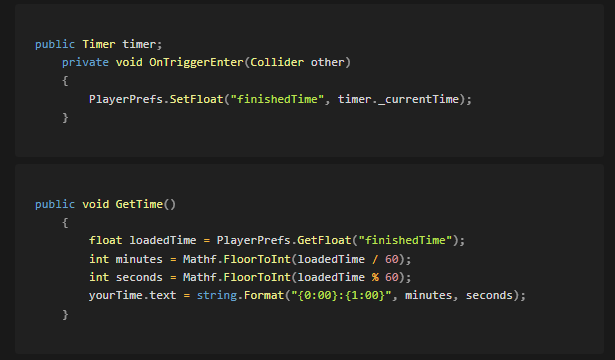 public Timer timer;
    private void OnTriggerEnter(Collider other)
    {
        PlayerPrefs.SetFloat("finishedTime", timer._currentTime);
    }
public void GetTime()
    {
        float loadedTime = PlayerPrefs.GetFloat("finishedTime");
        int minutes = Mathf.FloorToInt(loadedTime / 60);
        int seconds = Mathf.FloorToInt(loadedTime % 60);
        yourTime.text = string.Format("{0:00}:{1:00}", minutes, seconds);
    }